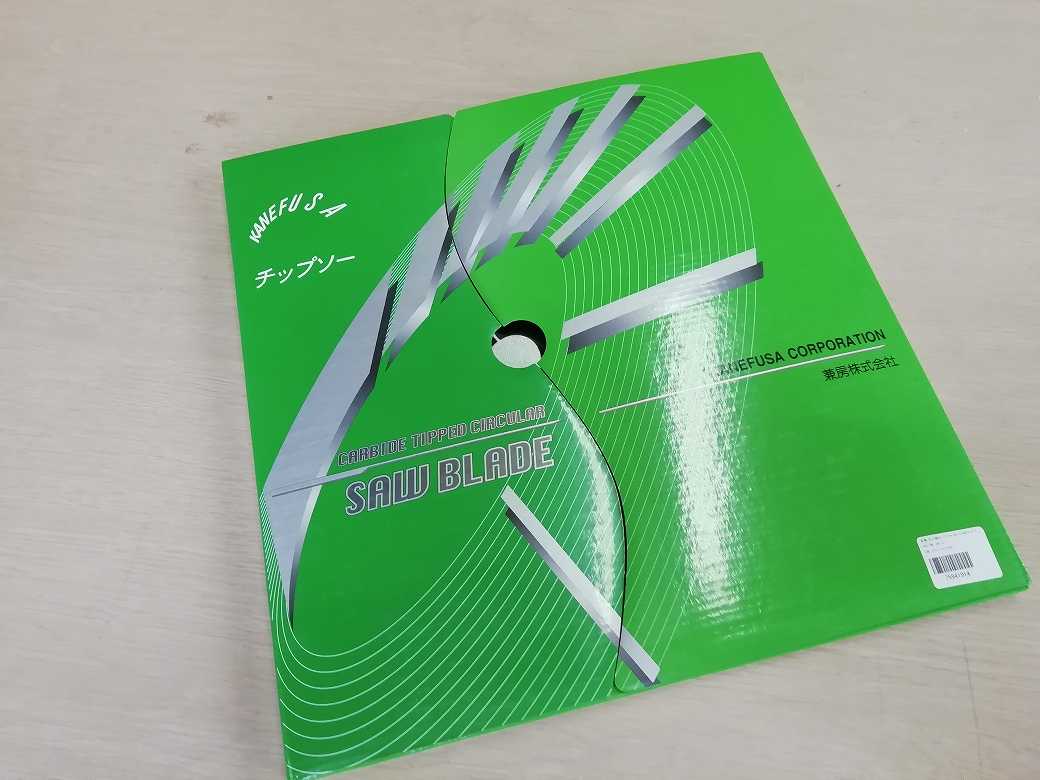 KANEFUSA
チップソー
CARBIDE TIPPED CIRCULAR
SAW BLADE
KANEFUSA CORPORATION
兼房株式会社